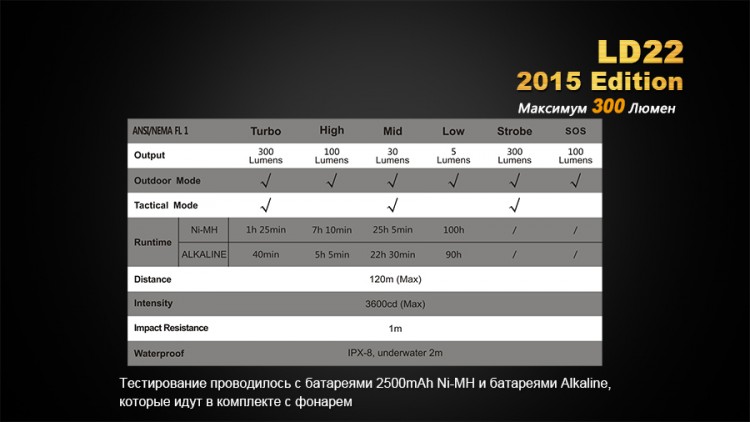 LD22
2015 Edition
Максимум 300 Люмен
ANSI/NEMA FL 1 Turbo High Mid Low Strobe SOS
Output 300 Lumens 100 Lumens 30 Lumens 5 Lumens 300 Lumens 100 Lumens
Outdoor Mode √ √ √ √ √ √
Tactical Mode √ √ √
Runtime Ni-MH 1h 25min 7h 10min 25h 5min 100h / /
ALKALINE 40min 5h 5min 22h 30min 90h / /
Distance 120m (Max)
Intensity 3600cd (Max)
Impact Resistance 1m
Waterproof IPX-8, underwater 2m
Тестирование проводилось с батареями 2500mAh Ni-MH и батареями Alkaline,
которые идут в комплекте с фонарем